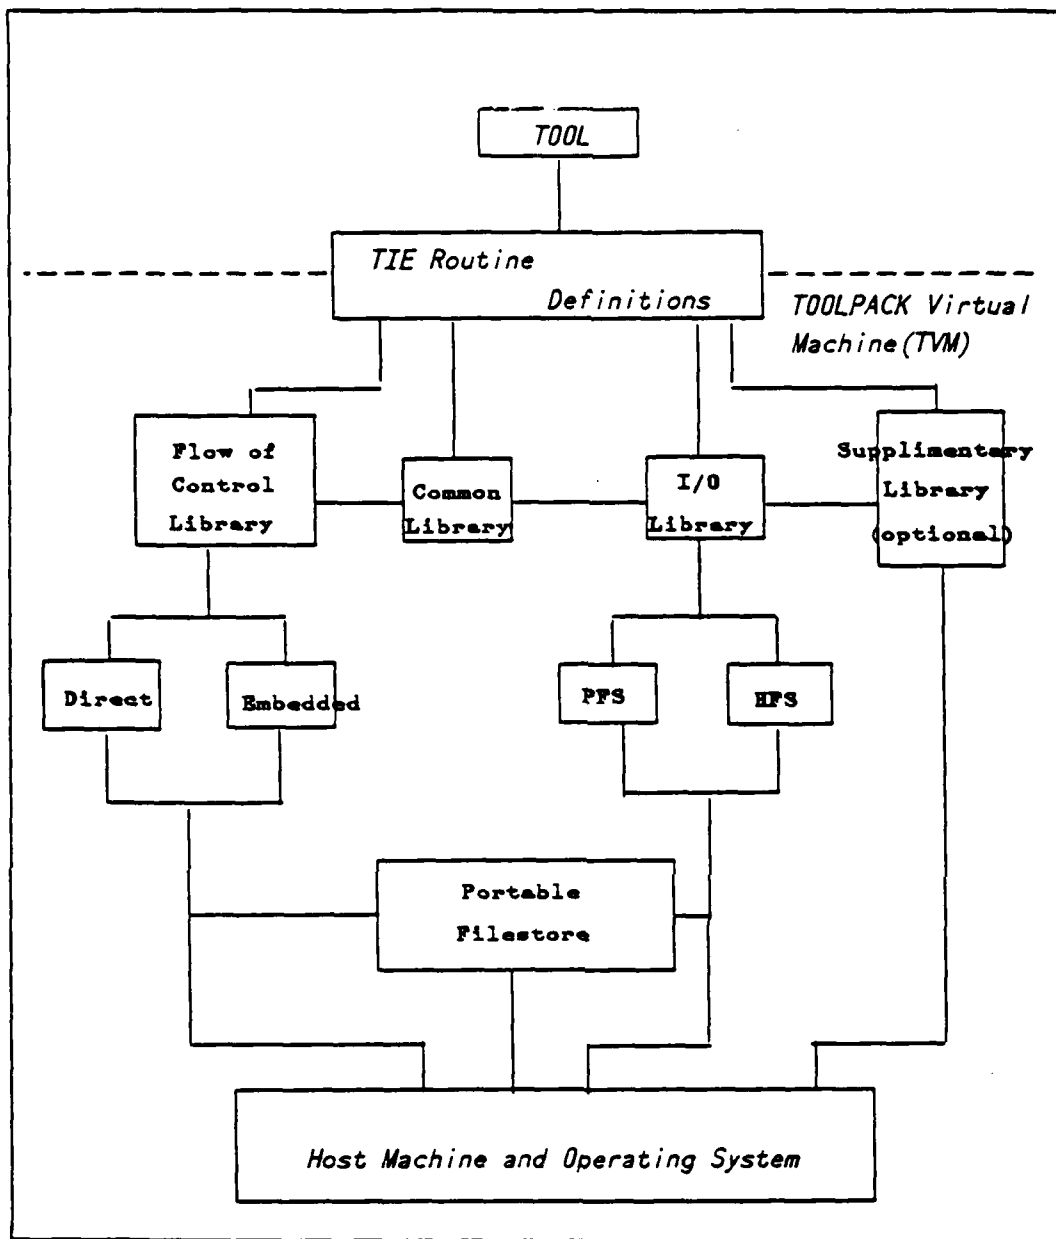 TOOL
TIE Routine
Definitions
TOOLPACK Virtual
Machine(TVM)
Flow of
Control
Library
Common
Library
I/O
Library
Supplimentary
Library
(optional)
Direct
Embedded
PFS
HFS
Portable
Filestore
Host Machine and Operating System